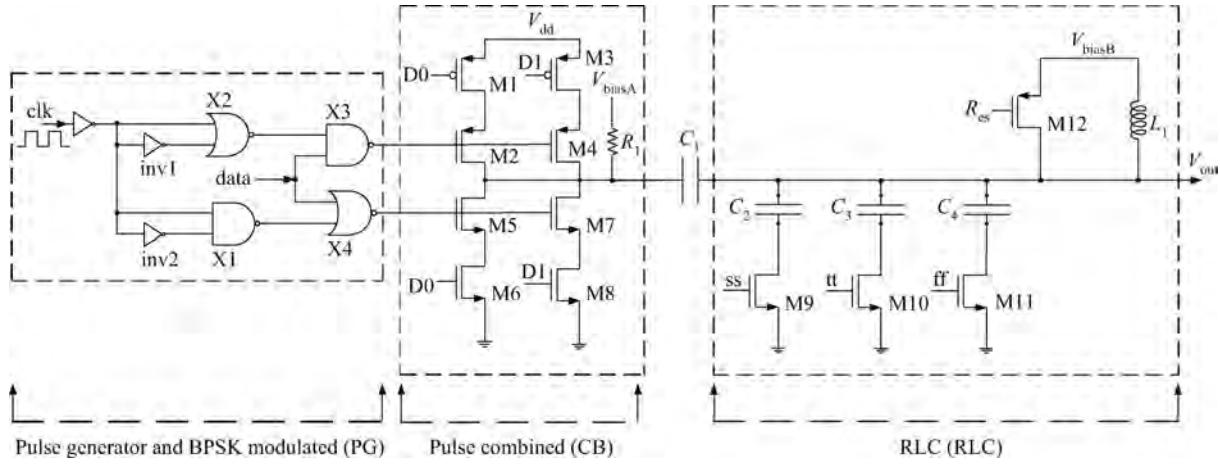 clk
X2
X3
inv1
data
inv2
X1
X4
V_dd
D0
M1
D1
M3
V_biasA
M2
M4
R_1
C_1
M5
M7
D0
M6
D1
M8
V_biasB
R_es
M12
L_1
V_out
C_2
C_3
C_4
ss
M9
tt
M10
ff
M11
Pulse generator and BPSK modulated (PG)
Pulse combined (CB)
RLC (RLC)